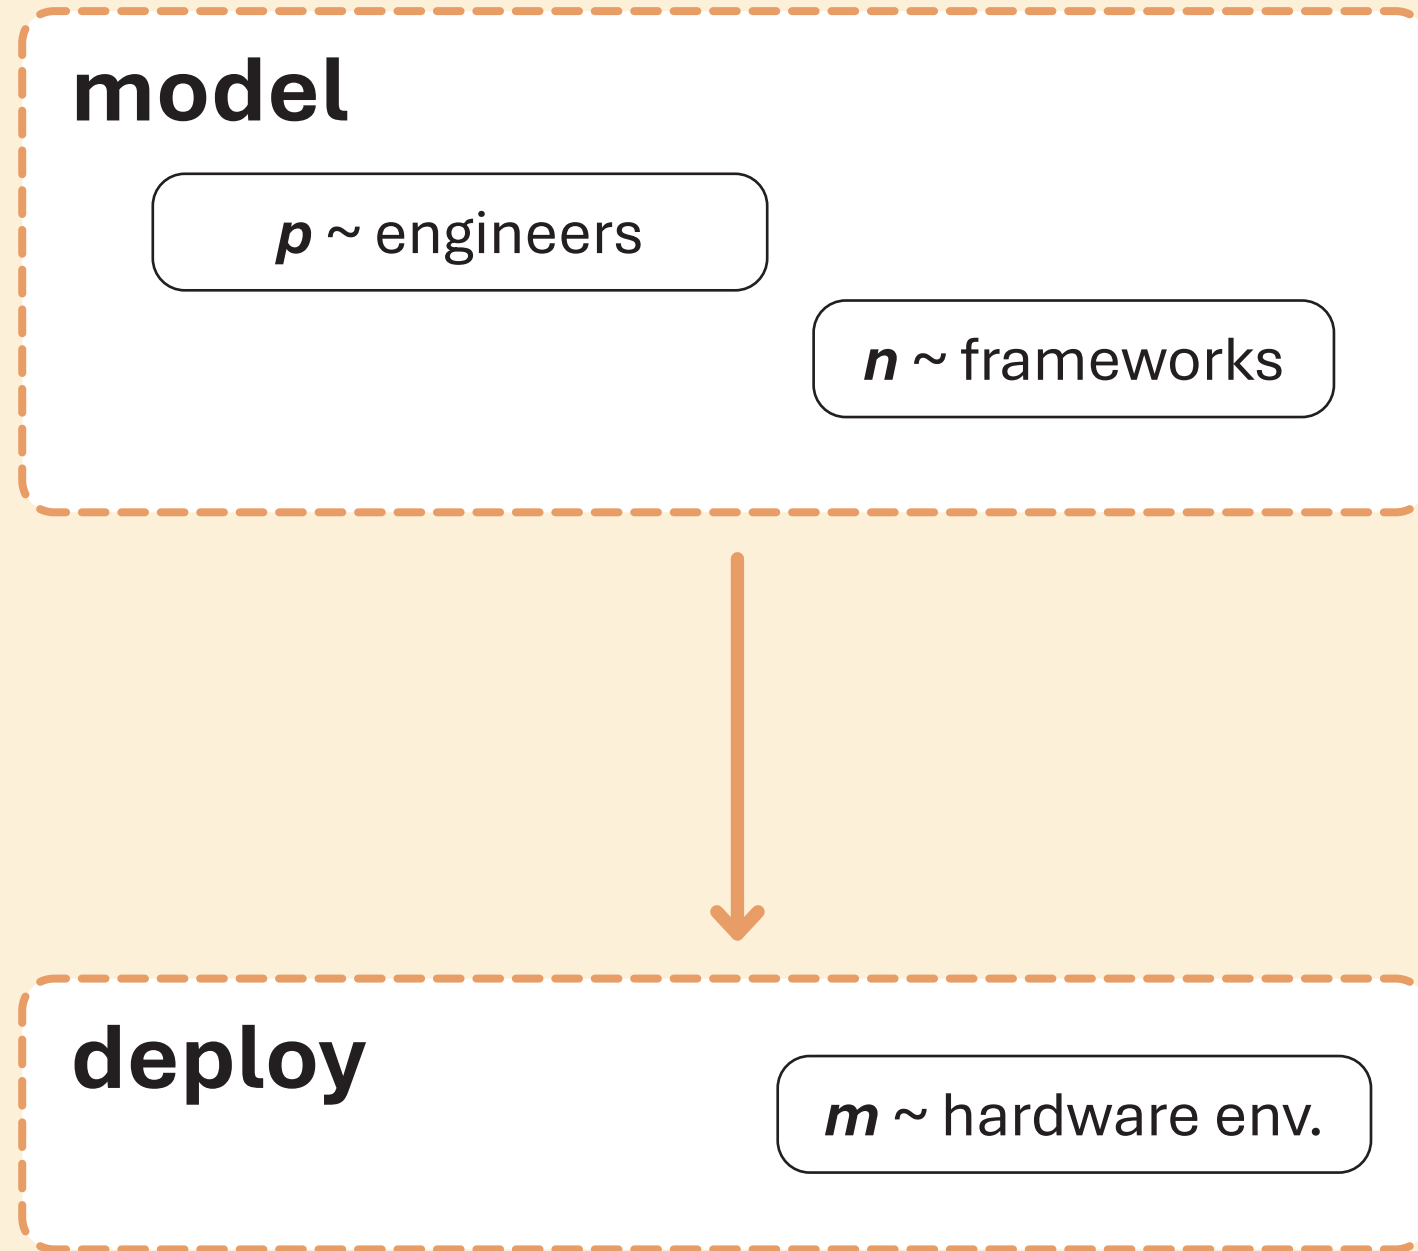 model
p ~ engineers
n ~ frameworks
deploy
m ~ hardware env.